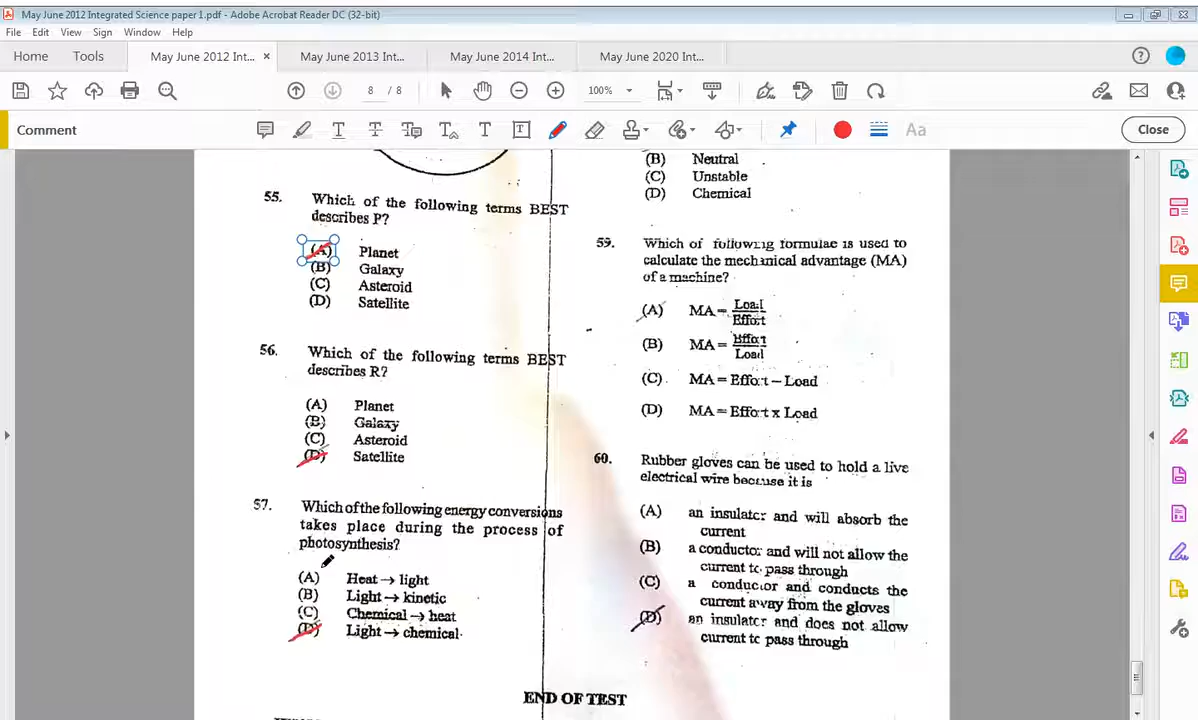 May June 2012 Integrated Science paper 1.pdf - Adobe Acrobat Reader DC (32-bit)
File Edit View Sign Window Help
Home Tools May June 2012 Int... × May June 2013 Int... May June 2014 Int... May June 2020 Int...
8 / 8 100%
Comment Close
55. Which of the following terms BEST
describes P?
(A) Planet
(B) Galaxy
(C) Asteroid
(D) Satellite
56. Which of the following terms BEST
describes R?
(A) Planet
(B) Galaxy
(C) Asteroid
(D) Satellite
57. Which of the following energy conversions
takes place during the process of
photosynthesis?
(A) Heat → light
(B) Light → kinetic
(C) Chemical → heat
(D) Light → chemical
(B) Neutral
(C) Unstable
(D) Chemical
59. Which of following formulae is used to
calculate the mechanical advantage (MA)
of a machine?
(A) MA = Load
Effort
(B) MA = Effort
Load
(C) MA = Effort – Load
(D) MA = Effort x Load
60. Rubber gloves can be used to hold a live
electrical wire because it is
(A) an insulator and will absorb the
current
(B) a conductor and will not allow the
current to pass through
(C) a conductor and conducts the
current away from the gloves
(D) an insulator and does not allow
current to pass through
END OF TEST